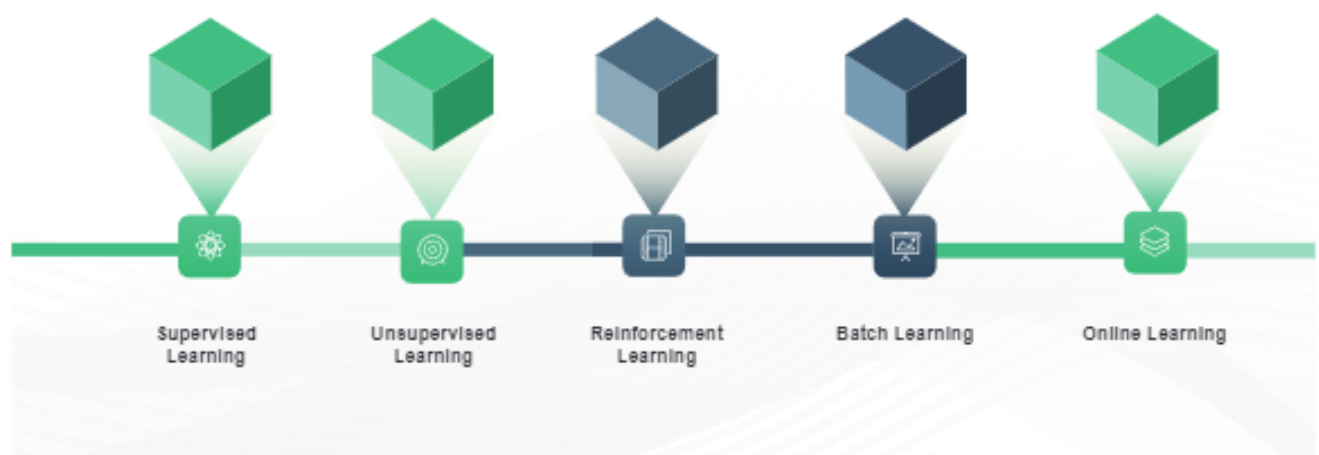 Supervised
Learning
Unsupervised
Learning
Reinforcement
Learning
Batch Learning
Online Learning